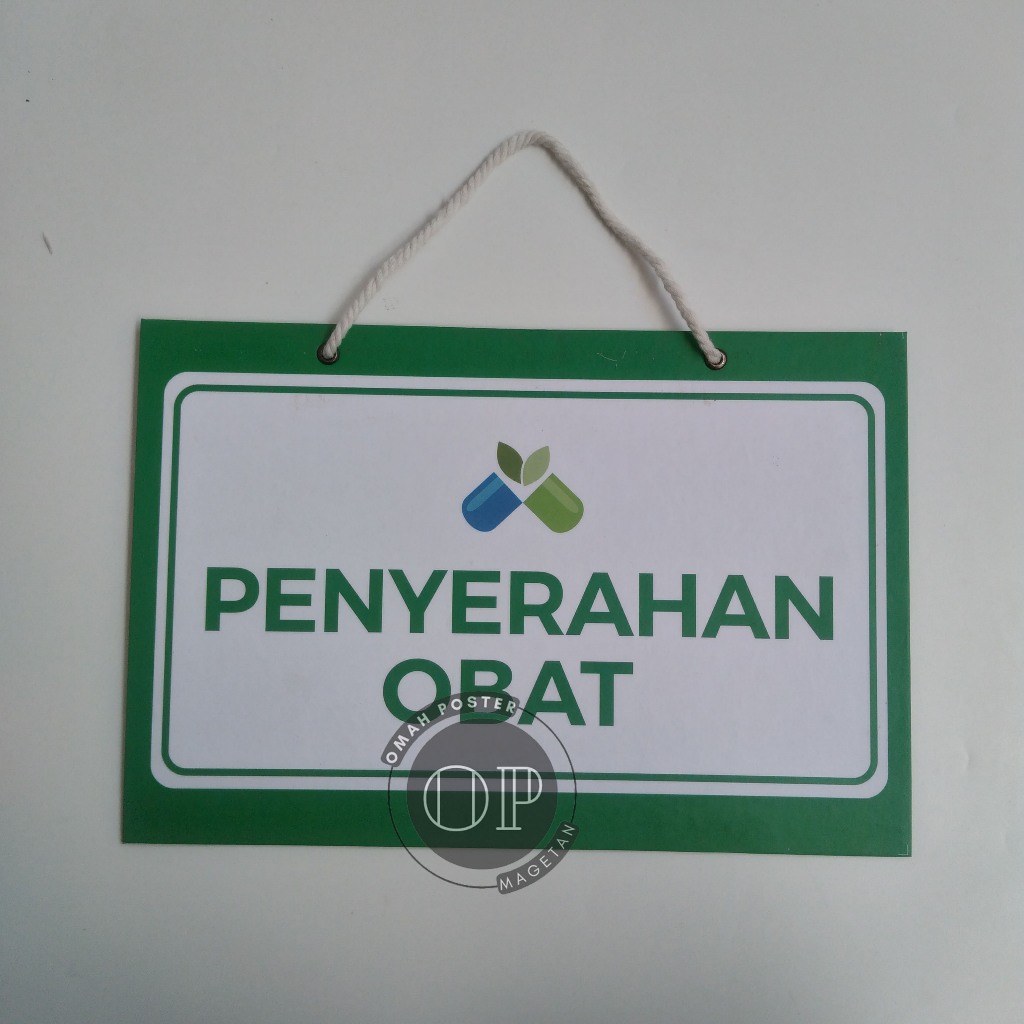 PENYERAHAN
OBAT
OMAH POSTER
OP
MAGETAN